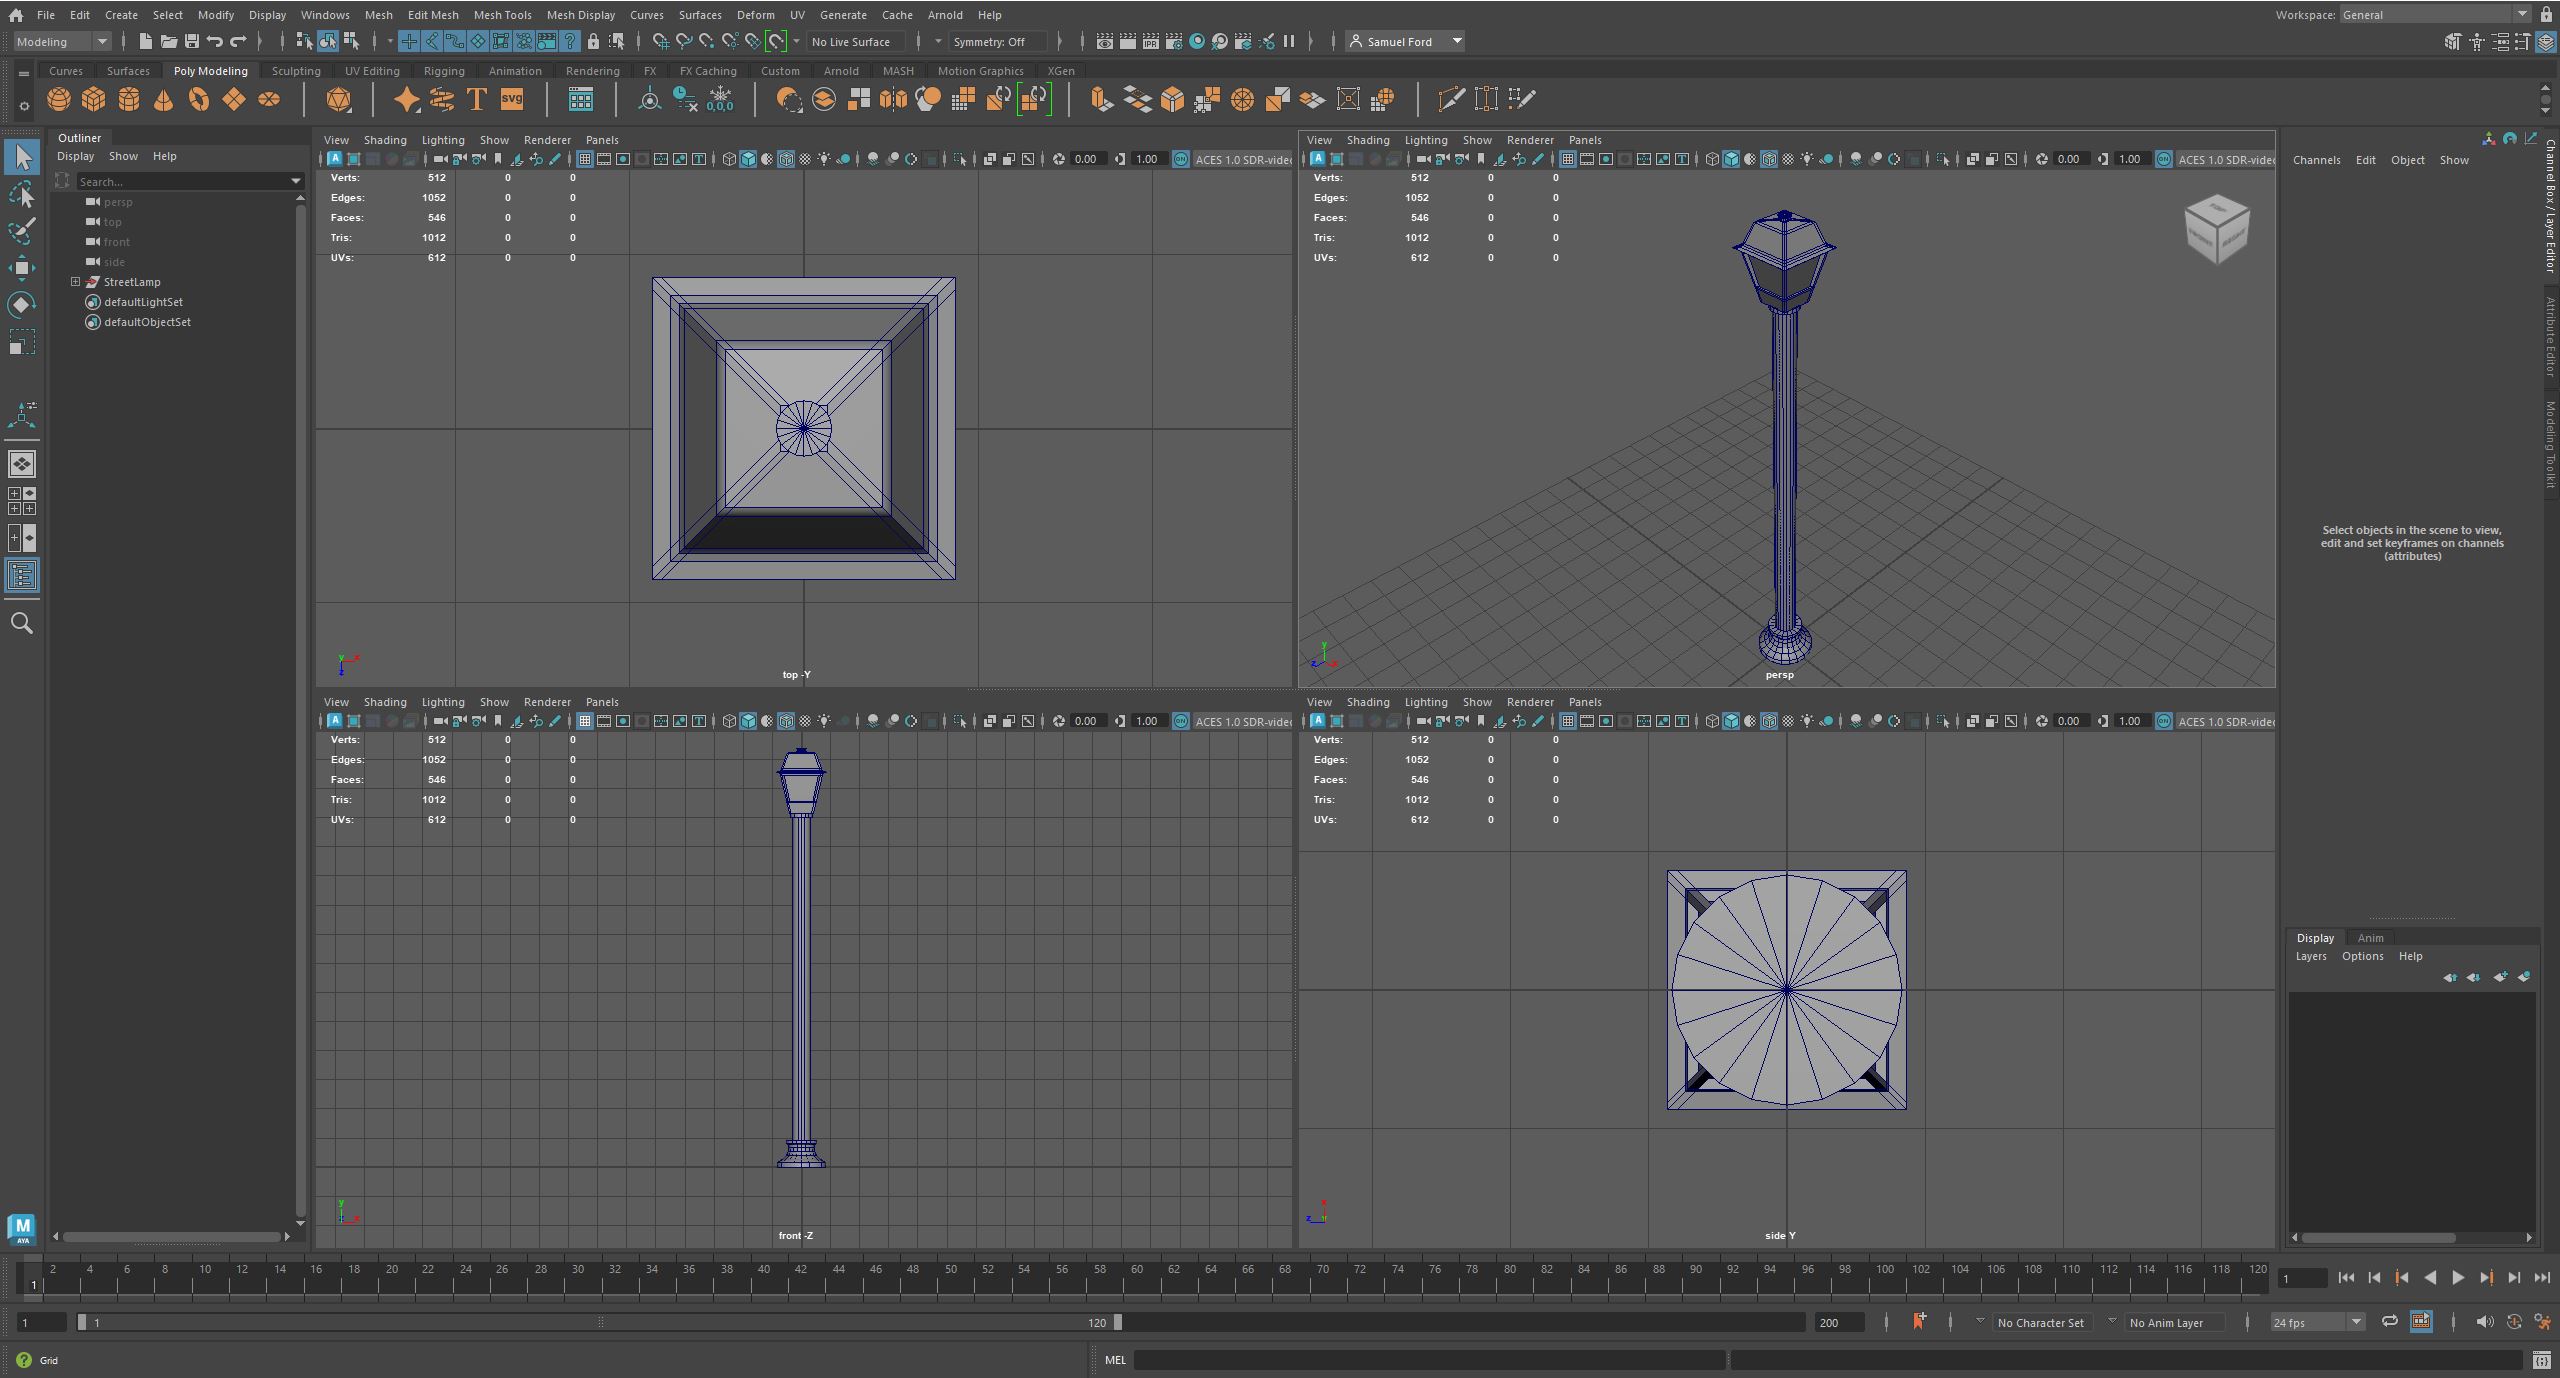 File Edit Create Select Modify Display Windows Mesh Edit Mesh Mesh Tools Mesh Display Curves Surfaces Deform UV Generate Cache Arnold Help Workspace: General
Modeling No Live Surface Symmetry: Off IPR Samuel Ford
Curves Surfaces Poly Modeling Sculpting UV Editing Rigging Animation Rendering FX FX Caching Custom Arnold MASH Motion Graphics XGen
T SVG 0,0,0
Outliner
Display Show Help
Search...
persp
top
front
side
StreetLamp
defaultLightSet
defaultObjectSet
View Shading Lighting Show Renderer Panels
0.00 1.00 ACES 1.0 SDR-video
Verts: 512 0 0
Edges: 1052 0 0
Faces: 546 0 0
Tris: 1012 0 0
UVs: 612 0 0
top -Y
View Shading Lighting Show Renderer Panels
0.00 1.00 ACES 1.0 SDR-video
Verts: 512 0 0
Edges: 1052 0 0
Faces: 546 0 0
Tris: 1012 0 0
UVs: 612 0 0
persp
View Shading Lighting Show Renderer Panels
0.00 1.00 ACES 1.0 SDR-video
Verts: 512 0 0
Edges: 1052 0 0
Faces: 546 0 0
Tris: 1012 0 0
UVs: 612 0 0
front -Z
View Shading Lighting Show Renderer Panels
0.00 1.00 ACES 1.0 SDR-video
Verts: 512 0 0
Edges: 1052 0 0
Faces: 546 0 0
Tris: 1012 0 0
UVs: 612 0 0
side Y
Channels Edit Object Show
Select objects in the scene to view,
edit and set keyframes on channels
(attributes)
Channel Box / Layer Editor
Attribute Editor
Modeling Toolkit
Display Anim
Layers Options Help
M
AYA
2 4 6 8 10 12 14 16 18 20 22 24 26 28 30 32 34 36 38 40 42 44 46 48 50 52 54 56 58 60 62 64 66 68 70 72 74 76 78 80 82 84 86 88 90 92 94 96 98 100 102 104 106 108 110 112 114 116 118 120
1 1
1 1 120 200 No Character Set No Anim Layer 24 fps
Grid MEL